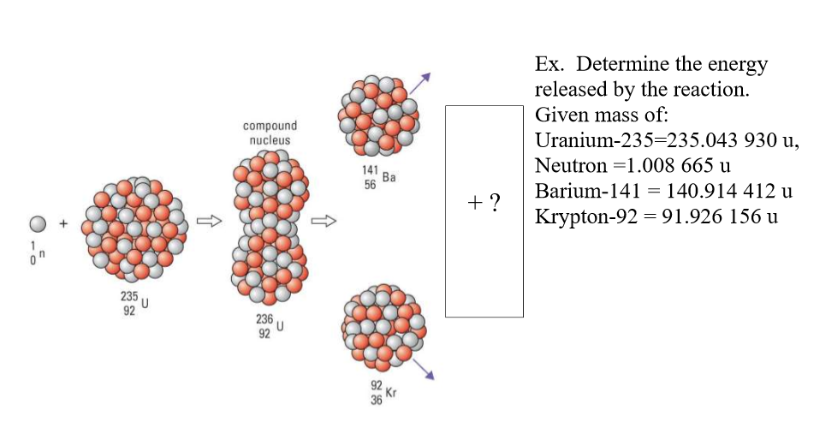 Ex. Determine the energy
released by the reaction.
Given mass of:
Uranium-235=235.043 930 u,
Neutron =1.008 665 u
Barium-141 = 140.914 412 u
Krypton-92 = 91.926 156 u
compound
nucleus
141
56 Ba
+ ?
+
1
0 n
235
92 U
236
92 U
92
36 Kr